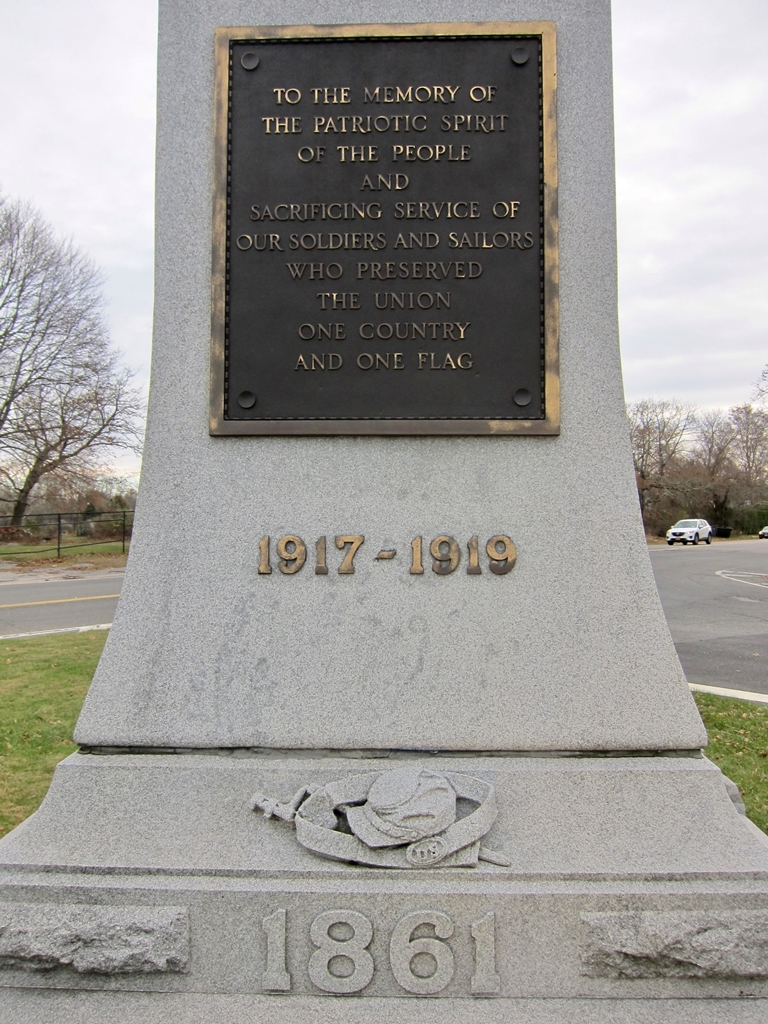 TO THE MEMORY OF
THE PATRIOTIC SPIRIT
OF THE PEOPLE
AND
SACRIFICING SERVICE OF
OUR SOLDIERS AND SAILORS
WHO PRESERVED
THE UNION
ONE COUNTRY
AND ONE FLAG
1917-1919
1861